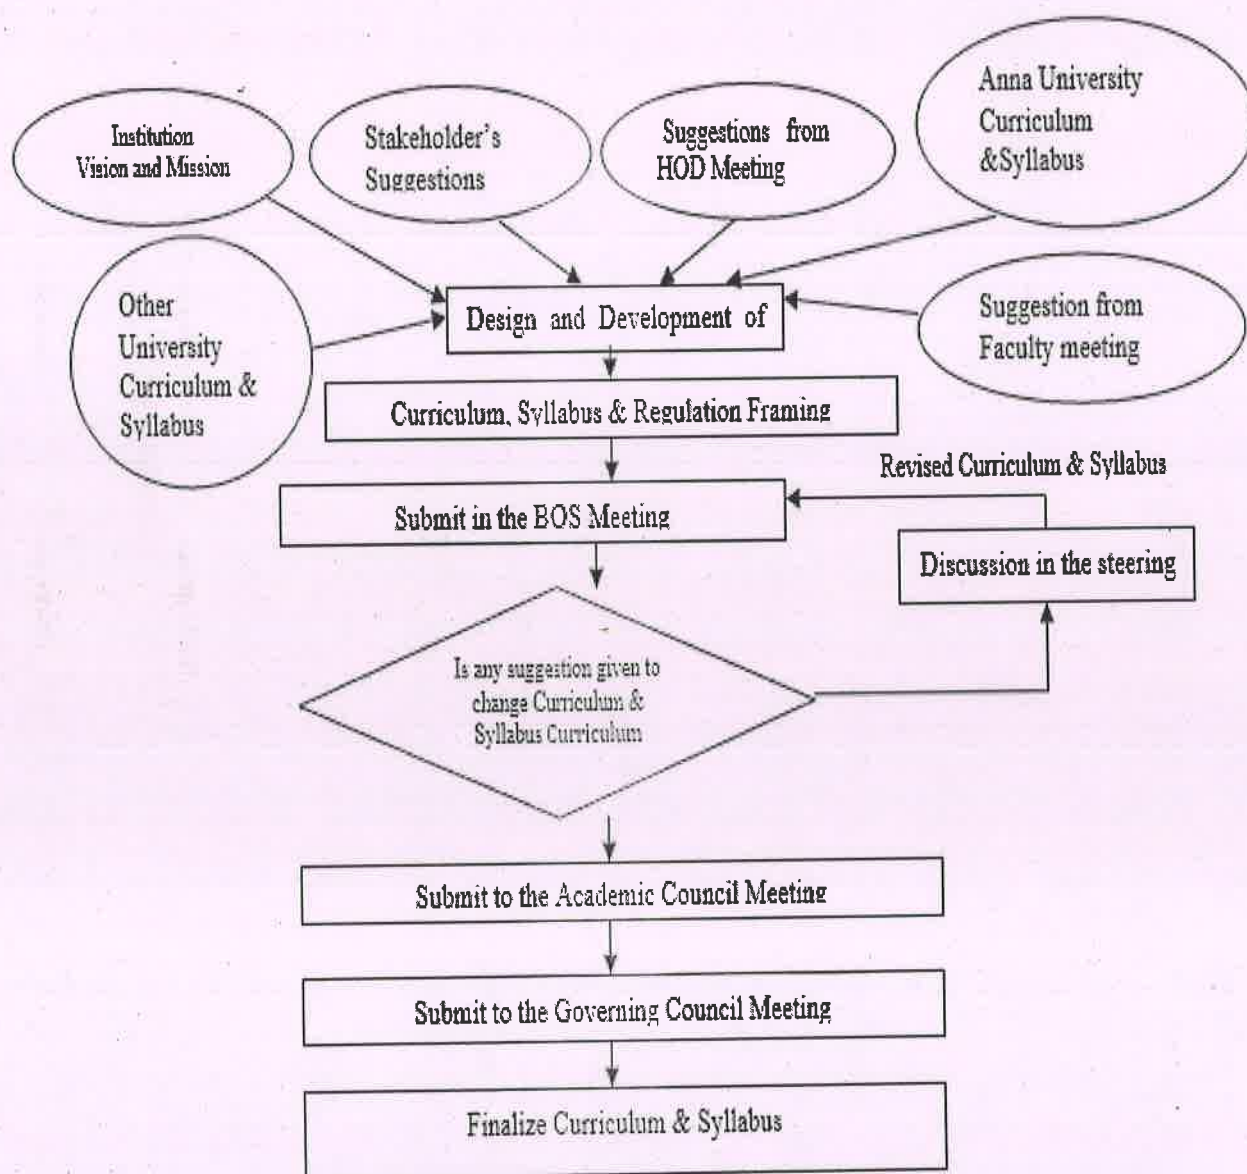 Institution
Vision and Mission
Stakeholder's
Suggestions
Suggestions from
HOD Meeting
Anna University
Curriculum
&Syllabus
Other
University
Curriculum &
Syllabus
Design and Development of
Suggestion from
Faculty meeting
Curriculum, Syllabus & Regulation Framing
Revised Curriculum & Syllabus
Submit in the BOS Meeting
Discussion in the steering
Is any suggestion given to
change Curriculum &
Syllabus Curriculum
Submit to the Academic Council Meeting
Submit to the Governing Council Meeting
Finalize Curriculum & Syllabus